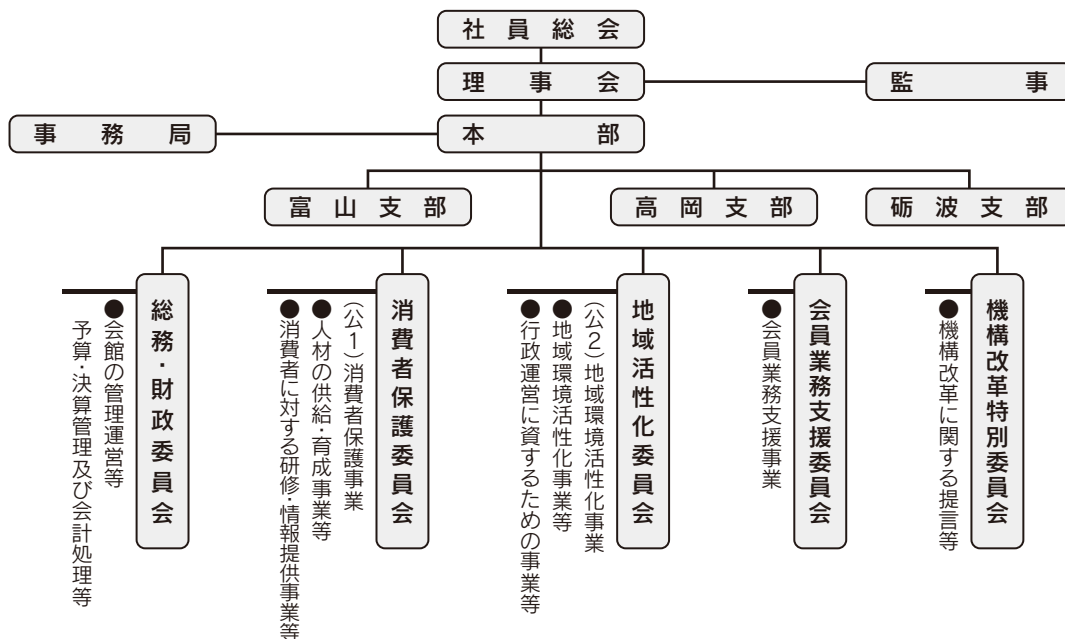 社員総会
理事会
監事
事務局
本部
富山支部
高岡支部
砺波支部
総務・財政委員会
●会館の管理運営等
予算・決算管理及び会計処理等
消費者保護委員会
(公1)消費者保護事業
●人材の供給・育成事業等
●消費者に対する研修・情報提供事業等
地域活性化委員会
(公2)地域環境活性化事業
●地域環境活性化事業等
●行政運営に資するための事業等
会員業務支援委員会
●会員業務支援事業
機構改革特別委員会
●機構改革に関する提言等